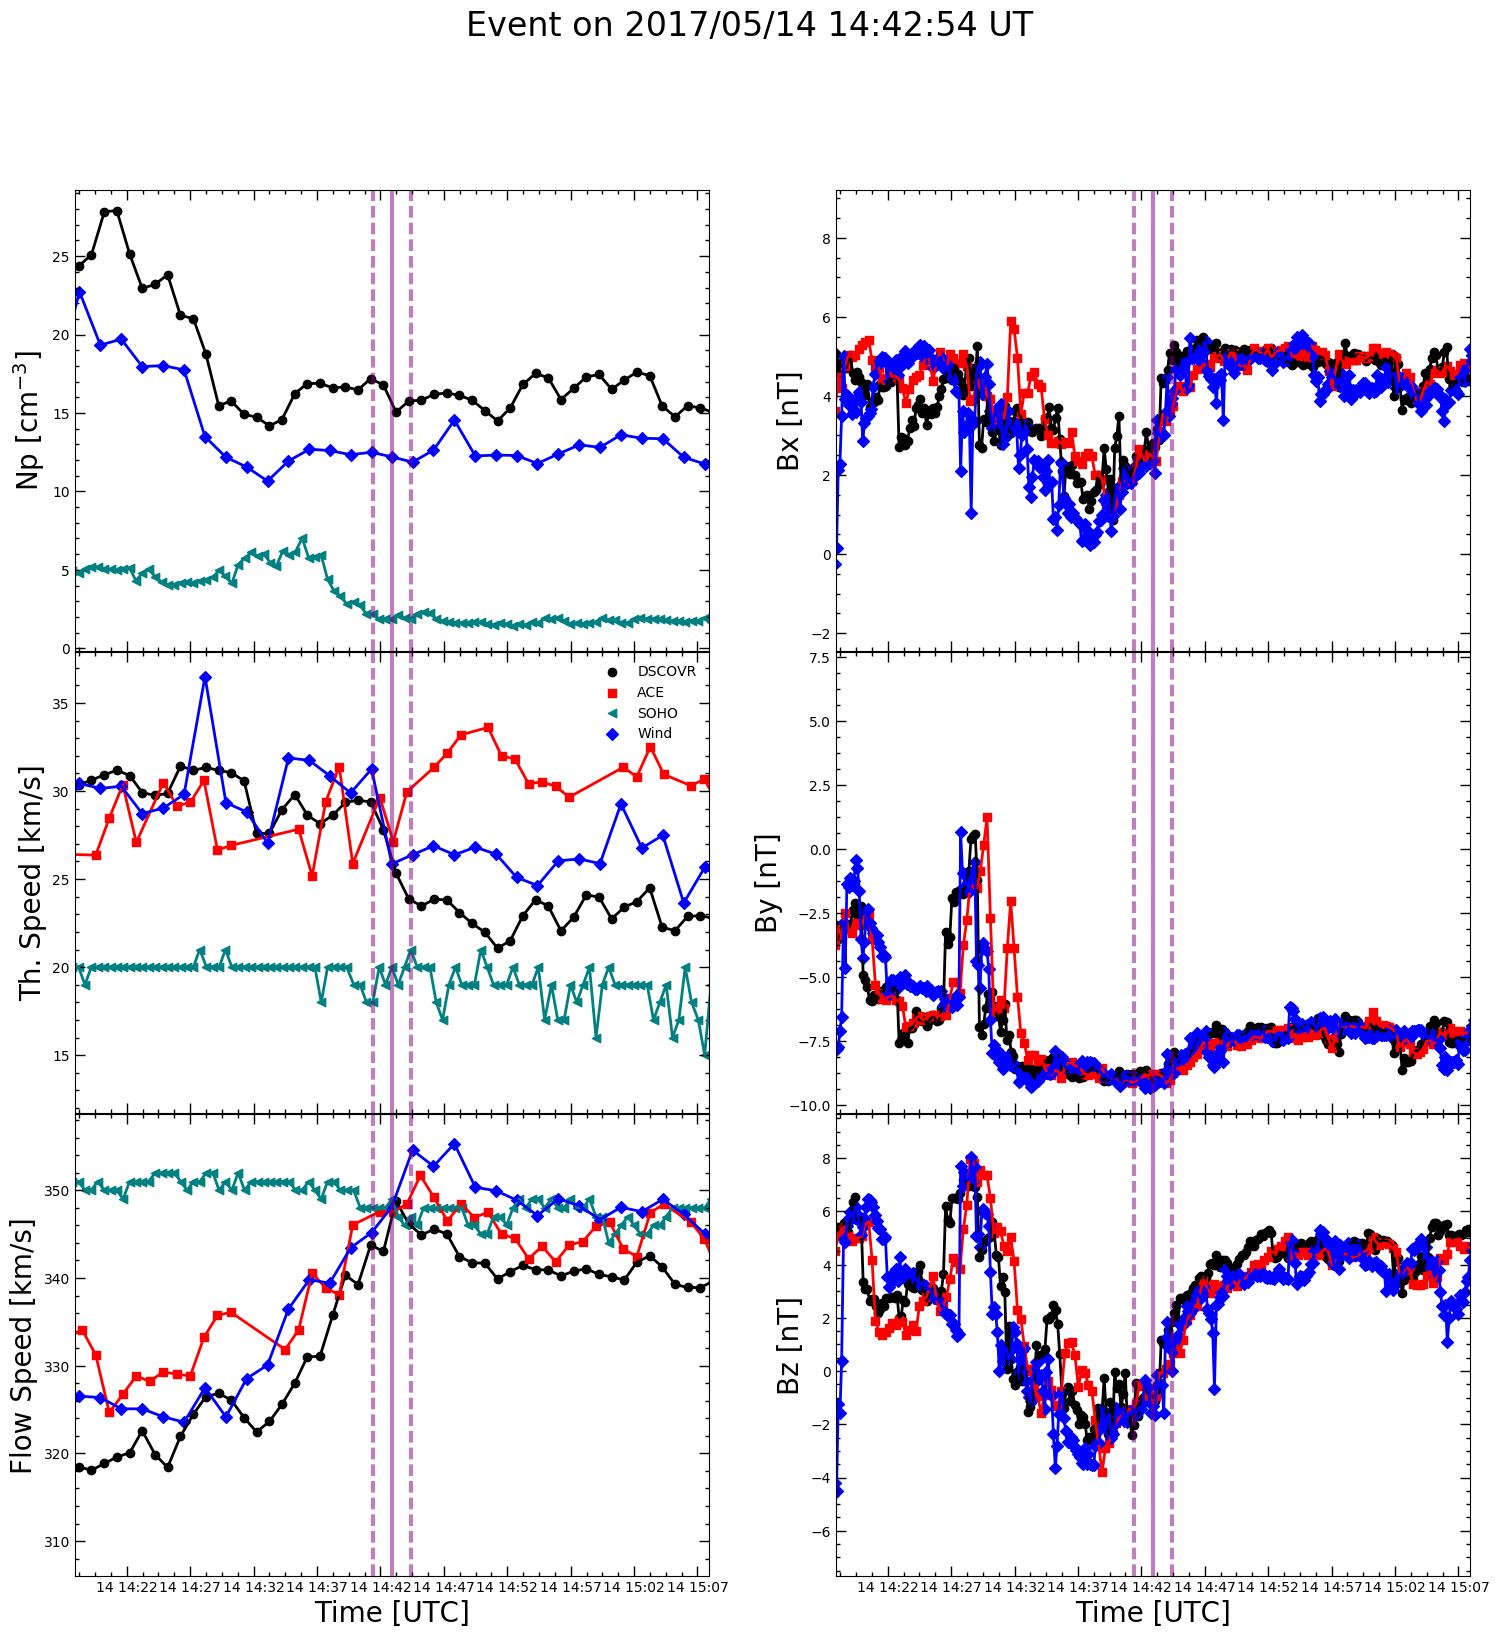 Event on 2017/05/14 14:42:54 UT
Np [cm⁻³]
25
20
15
10
5
0
Bx [nT]
8
6
4
2
0
−2
Th. Speed [km/s]
35
30
25
20
15
DSCOVR
ACE
SOHO
Wind
By [nT]
7.5
5.0
2.5
0.0
−2.5
−5.0
−7.5
−10.0
Flow Speed [km/s]
350
340
330
320
310
Bz [nT]
8
6
4
2
0
−2
−4
−6
14 14:22 14 14:27 14 14:32 14 14:37 14 14:42 14 14:47 14 14:52 14 14:57 14 15:02 14 15:07
Time [UTC]
14 14:22 14 14:27 14 14:32 14 14:37 14 14:42 14 14:47 14 14:52 14 14:57 14 15:02 14 15:07
Time [UTC]